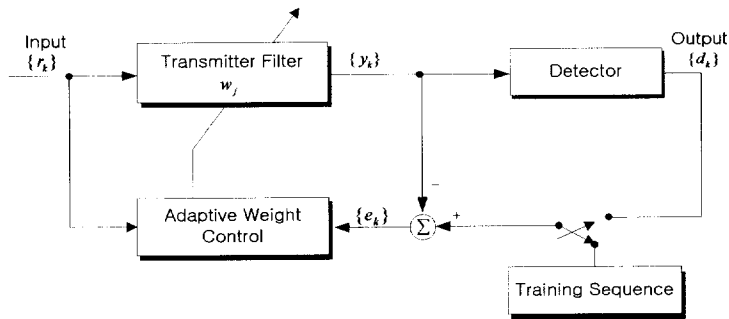 Input
{r_k}
Transmitter Filter
w_j
{y_k}
Detector
Output
{d_k}
Adaptive Weight
Control
{e_k}
−
Σ
+
Training Sequence